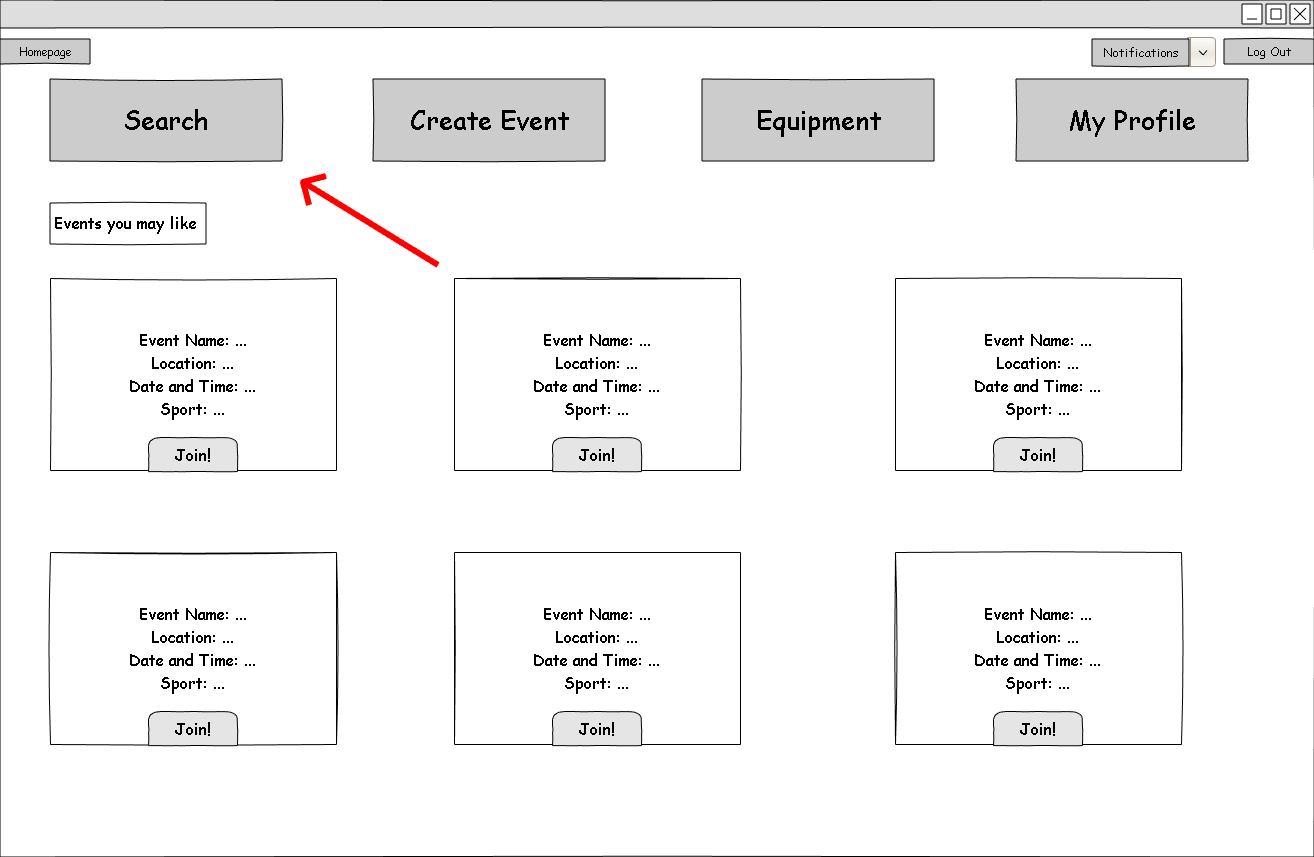 Homepage
Notifications
Log Out
Search
Create Event
Equipment
My Profile
Events you may like
Event Name: ...
Location: ...
Date and Time: ...
Sport: ...
Join!
Event Name: ...
Location: ...
Date and Time: ...
Sport: ...
Join!
Event Name: ...
Location: ...
Date and Time: ...
Sport: ...
Join!
Event Name: ...
Location: ...
Date and Time: ...
Sport: ...
Join!
Event Name: ...
Location: ...
Date and Time: ...
Sport: ...
Join!
Event Name: ...
Location: ...
Date and Time: ...
Sport: ...
Join!